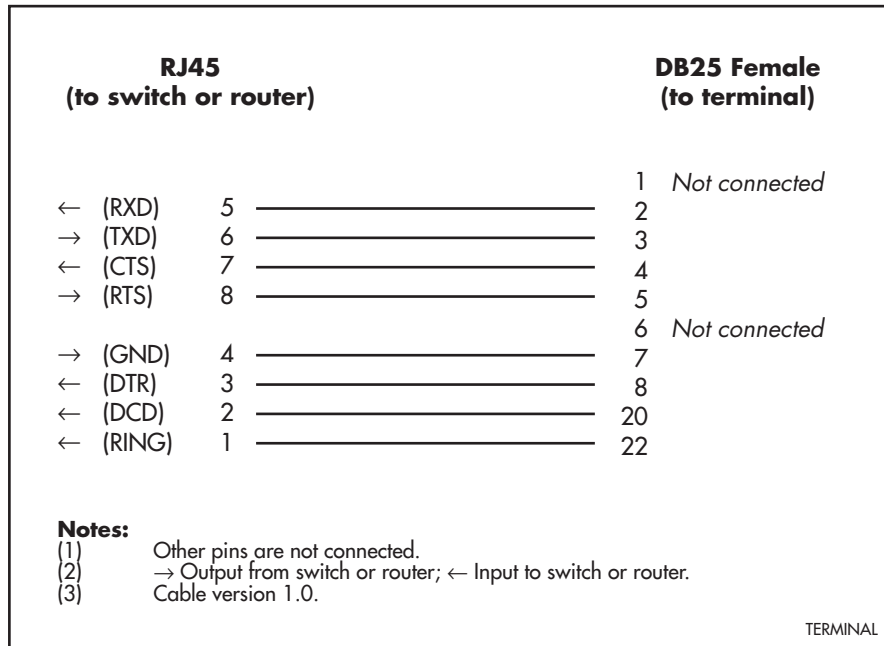 RJ45
(to switch or router)
DB25 Female
(to terminal)
1 Not connected
← (RXD) 5 2
→ (TXD) 6 3
← (CTS) 7 4
→ (RTS) 8 5
6 Not connected
→ (GND) 4 7
← (DTR) 3 8
← (DCD) 2 20
← (RING) 1 22
Notes:
(1) Other pins are not connected.
(2) → Output from switch or router; ← Input to switch or router.
(3) Cable version 1.0.
TERMINAL